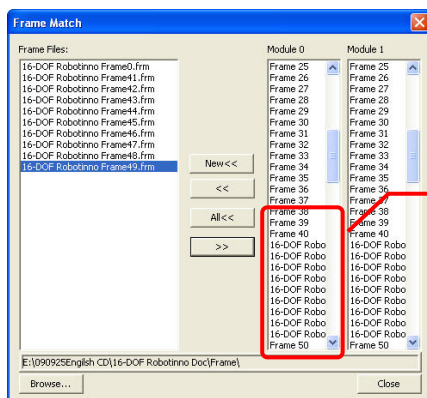 Frame Match
Frame Files:
16-DOF Robotinno Frame0.frm
16-DOF Robotinno Frame41.frm
16-DOF Robotinno Frame42.frm
16-DOF Robotinno Frame43.frm
16-DOF Robotinno Frame44.frm
16-DOF Robotinno Frame45.frm
16-DOF Robotinno Frame46.frm
16-DOF Robotinno Frame47.frm
16-DOF Robotinno Frame48.frm
16-DOF Robotinno Frame49.frm
New<<
<<
All<<
>>
Module 0
Frame 25
Frame 26
Frame 27
Frame 28
Frame 29
Frame 30
Frame 31
Frame 32
Frame 33
Frame 34
Frame 35
Frame 36
Frame 37
Frame 38
Frame 39
Frame 40
16-DOF Robo
16-DOF Robo
16-DOF Robo
16-DOF Robo
16-DOF Robo
16-DOF Robo
16-DOF Robo
16-DOF Robo
16-DOF Robo
Frame 50
Module 1
Frame 25
Frame 26
Frame 27
Frame 28
Frame 29
Frame 30
Frame 31
Frame 32
Frame 33
Frame 34
Frame 35
Frame 36
Frame 37
Frame 38
Frame 39
Frame 40
16-DOF Robo
16-DOF Robo
16-DOF Robo
16-DOF Robo
16-DOF Robo
16-DOF Robo
16-DOF Robo
16-DOF Robo
16-DOF Robo
Frame 50
E:\090925Engilsh CD\16-DOF Robotinno Doc\Frame\
Browse...
Close